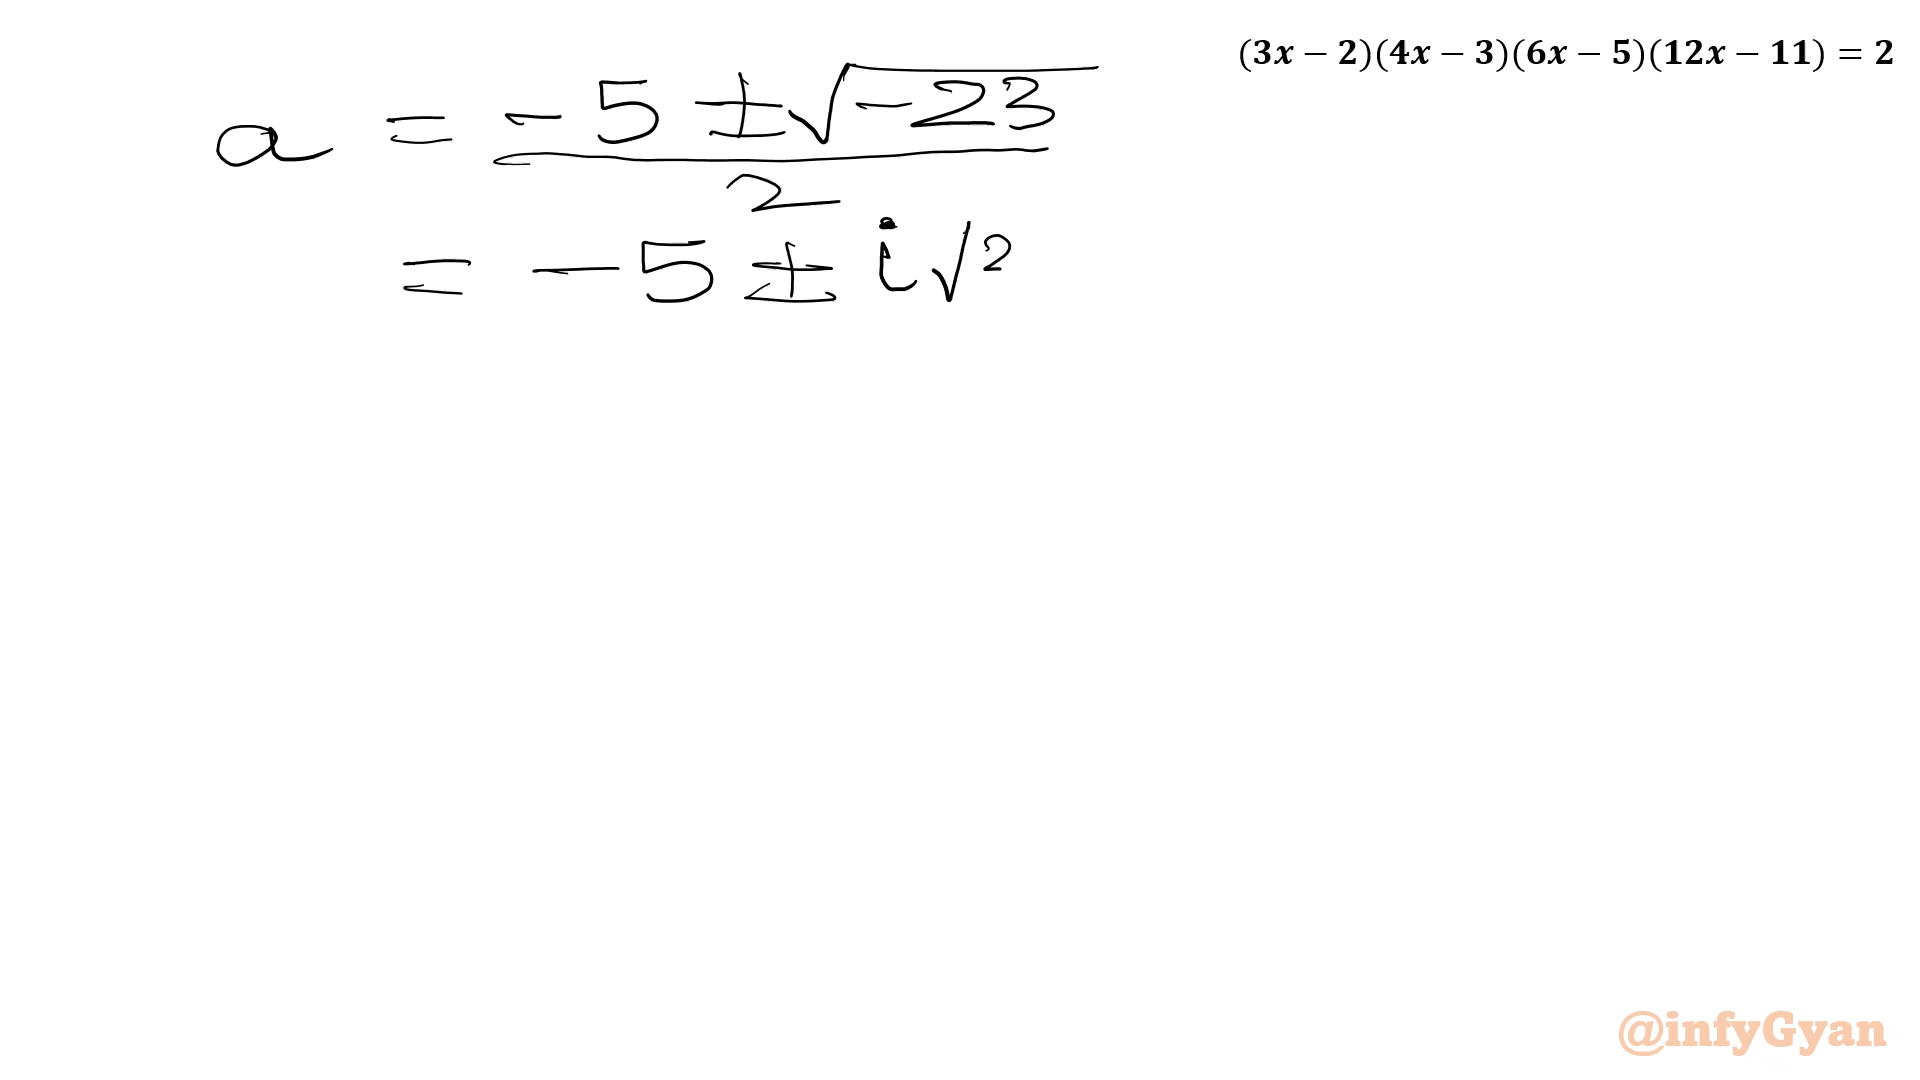 (3x − 2)(4x − 3)(6x − 5)(12x − 11) = 2
a = (-5 ± √-23) / 2
= -5 ± i√2
@infyGyan